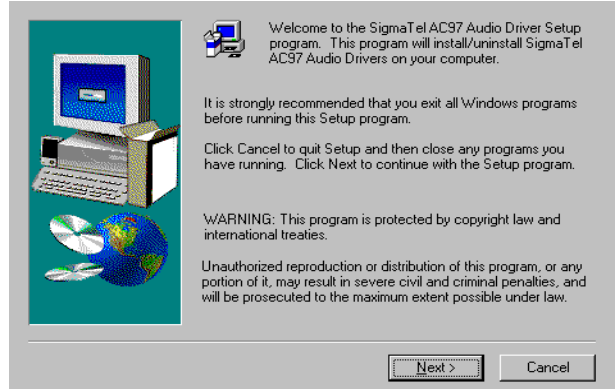 Welcome to the SigmaTel AC97 Audio Driver Setup
program. This program will install/uninstall SigmaTel
AC97 Audio Drivers on your computer.
It is strongly recommended that you exit all Windows programs
before running this Setup program.
Click Cancel to quit Setup and then close any programs you
have running. Click Next to continue with the Setup program.
WARNING: This program is protected by copyright law and
international treaties.
Unauthorized reproduction or distribution of this program, or any
portion of it, may result in severe civil and criminal penalties, and
will be prosecuted to the maximum extent possible under law.
Next >
Cancel